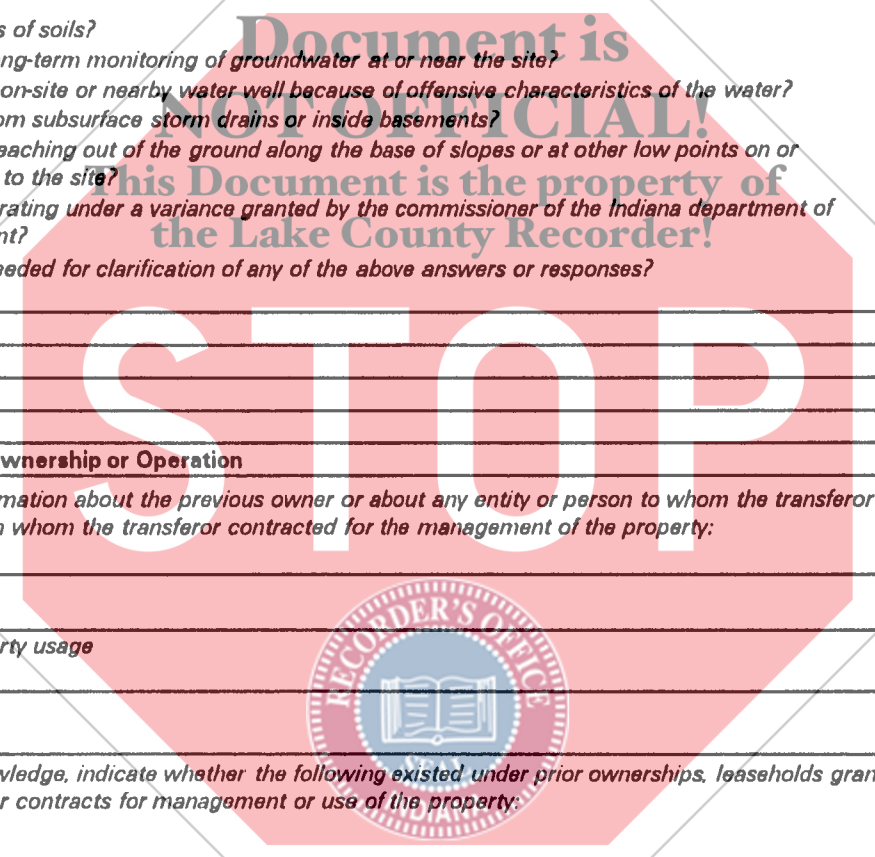 s of soils?
Document is
ng-term monitoring of groundwater at or near the site?
on-site or nearby water well because of offensive characteristics of the water?
NOT OFFICIAL!
om subsurface storm drains or inside basements?
eaching out of the ground along the base of slopes or at other low points on or
to the site?
This Document is the property of
rating under a variance granted by the commissioner of the Indiana department of
nt?
the Lake County Recorder!
eeded for clarification of any of the above answers or responses?
STOP
wnership or Operation
mation about the previous owner or about any entity or person to whom the transferor
n whom the transferor contracted for the management of the property:
RECORDER'S OFFICE
rty usage
SEAL
wledge, indicate whether the following existed under prior ownerships, leaseholds gran
r contracts for management or use of the property:
INDIANA